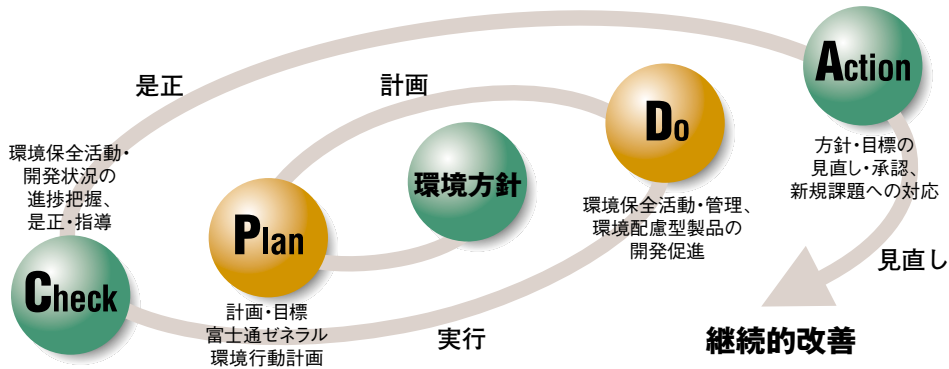 Action
是正
計画
Do
環境保全活動・
開発状況の
進捗把握、
是正・指導
方針・目標の
見直し・承認、
新規課題への対応
環境方針
環境保全活動・管理、
環境配慮型製品の
開発促進
Plan
見直し
Check
計画・目標
富士通ゼネラル
環境行動計画
実行
継続的改善